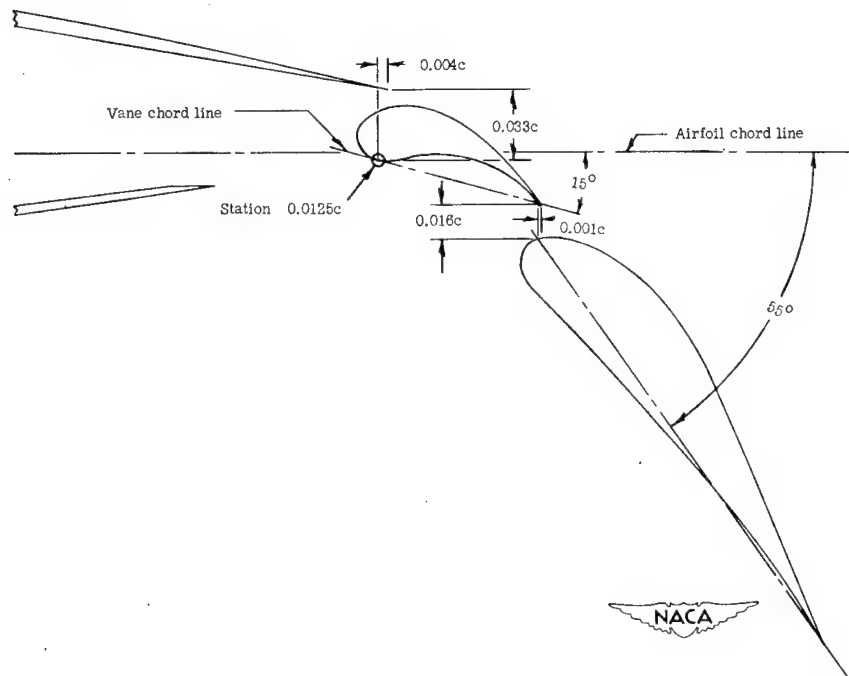 0.004c
Vane chord line
0.033c
Airfoil chord line
15°
Station 0.0125c
0.016c
0.001c
55°
NACA